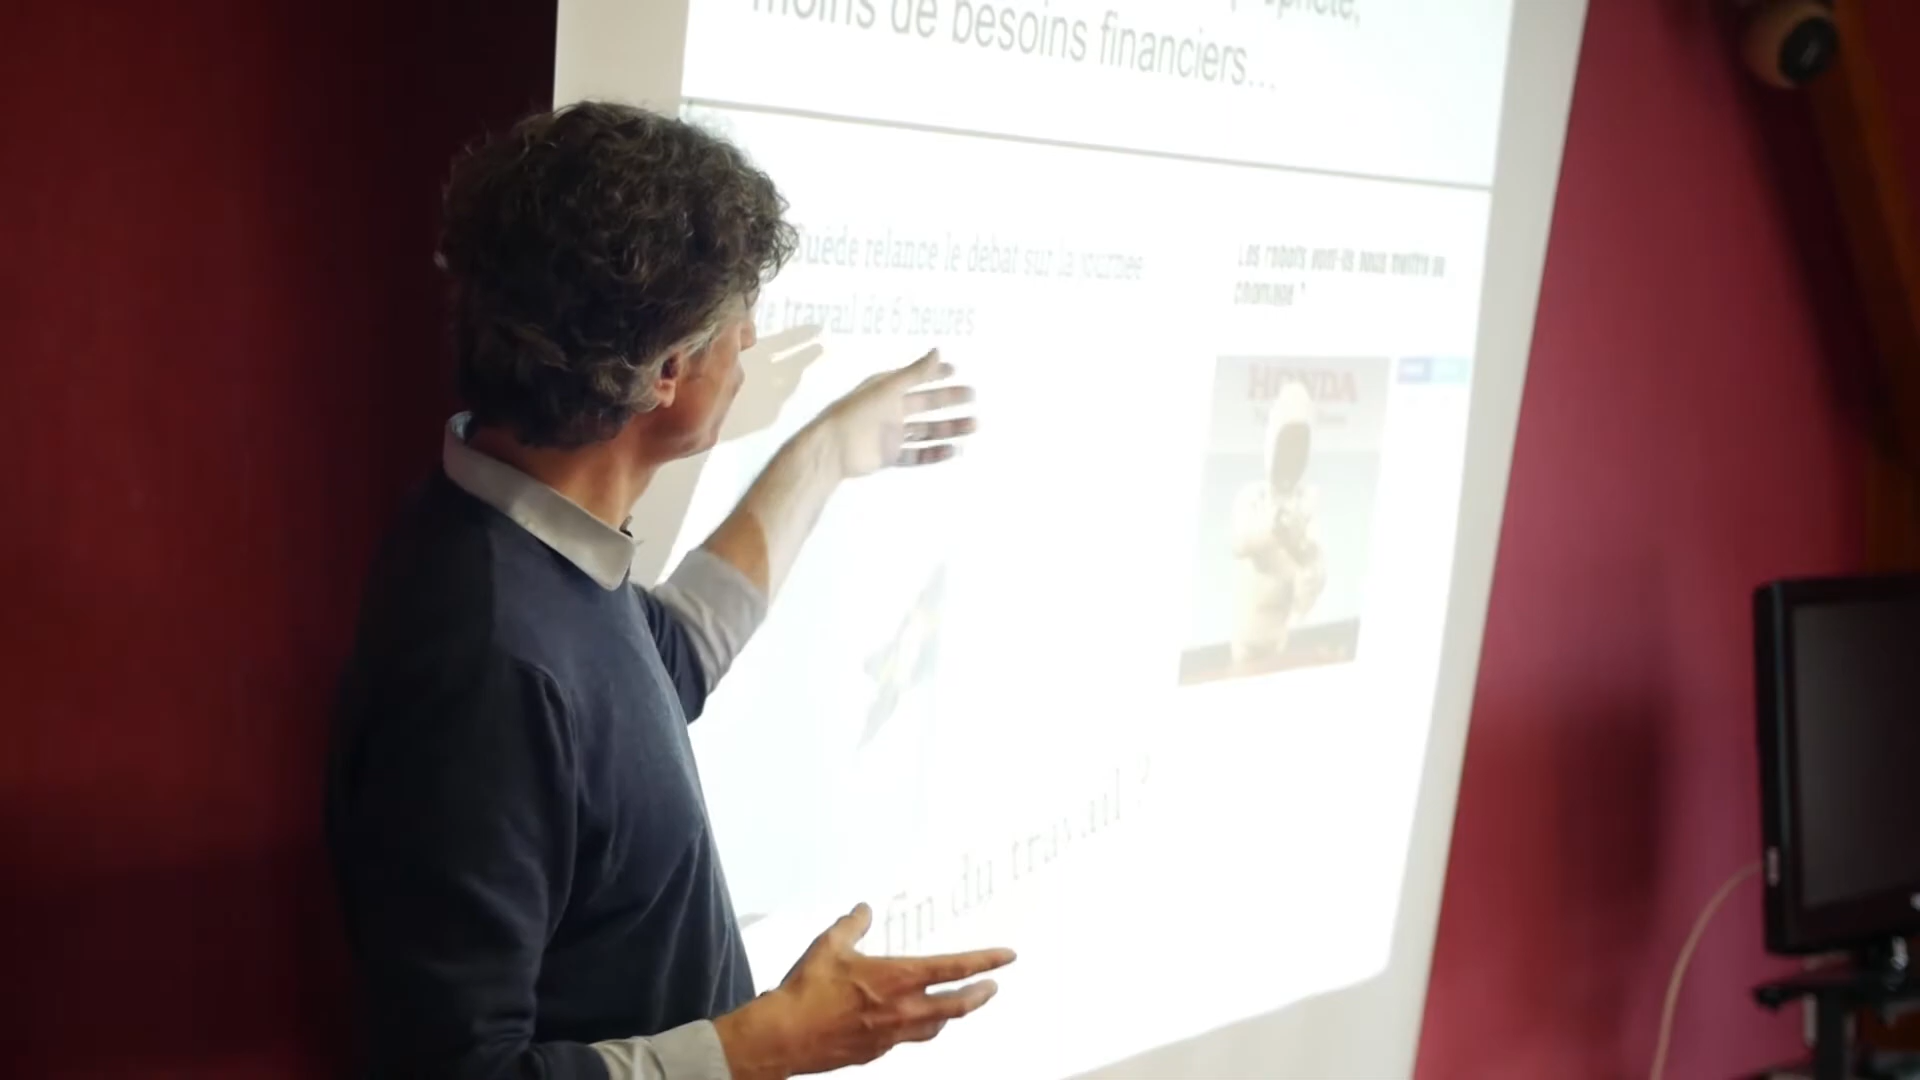 propriété,
moins de besoins financiers...
Suède relance le débat sur la journée
de travail de 6 heures
Les robots vont-ils nous mettre au
chômage ?
HONDA
fin du travail ?